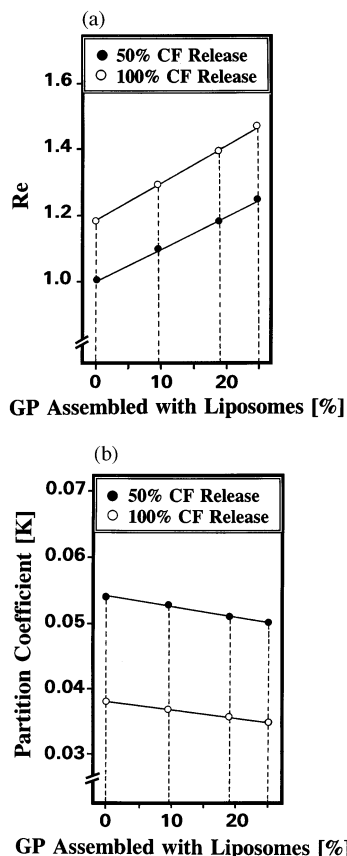 (a)
50% CF Release
100% CF Release
1.6
1.4
1.2
1.0
Re
0 10 20
GP Assembled with Liposomes [%]
(b)
50% CF Release
100% CF Release
0.07
0.06
0.05
0.04
0.03
Partition Coefficient [K]
0 10 20
GP Assembled with Liposomes [%]